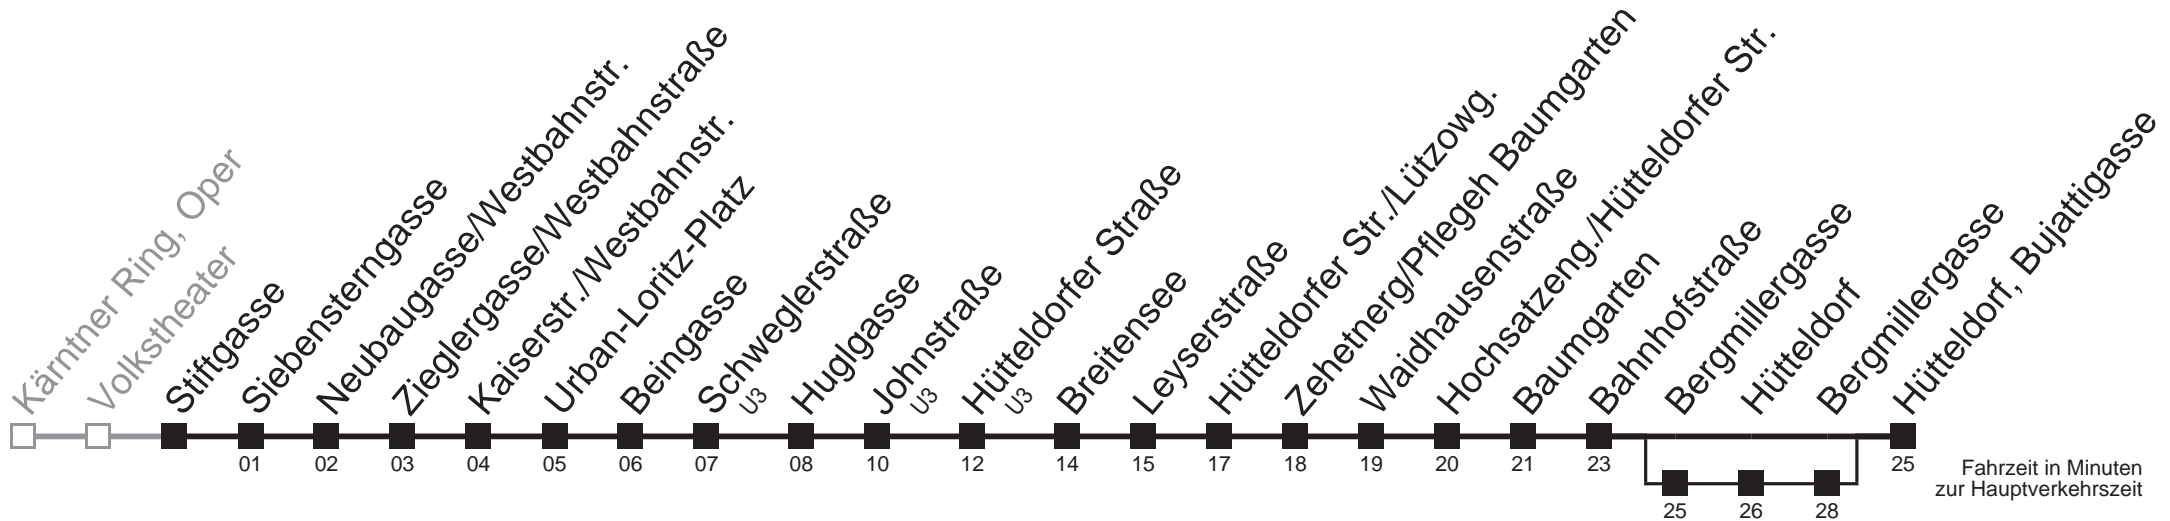 Kärntner Ring, Oper
Volkstheater
Stiftgasse
Siebensterngasse
Neubaugasse/Westbahnstr.
Zieglergasse/Westbahnstraße
Kaiserstr./Westbahnstr.
Urban-Loritz-Platz
Beingasse
Schweglerstraße
U3
Huglgasse
Johnstraße
U3
Hütteldorfer Straße
U3
Breitensee
Leyserstraße
Hütteldorfer Str./Lützowg.
Zehetnerg/Pflegeh Baumgarten
Waidhausenstraße
Hochsatzeng./Hütteldorfer Str.
Baumgarten
Bahnhofstraße
Bergmillergasse
Hütteldorf
Bergmillergasse
Hütteldorf, Bujattigasse
01 02 03 04 05 06 07 08 10 12 14 15 17 18 19 20 21 23 25
25 26 28
Fahrzeit in Minuten
zur Hauptverkehrszeit